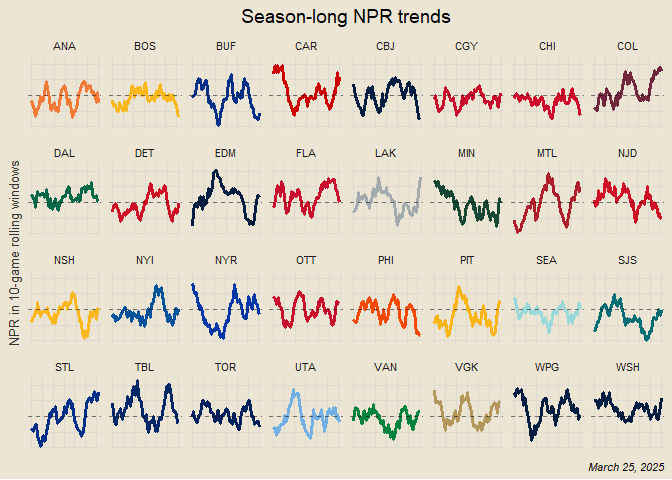 Season-long NPR trends
ANA BOS BUF CAR CBJ CGY CHI COL
DAL DET EDM FLA LAK MIN MTL NJD
NPR in 10-game rolling windows
NSH NYI NYR OTT PHI PIT SEA SJS
STL TBL TOR UTA VAN VGK WPG WSH
March 25, 2025